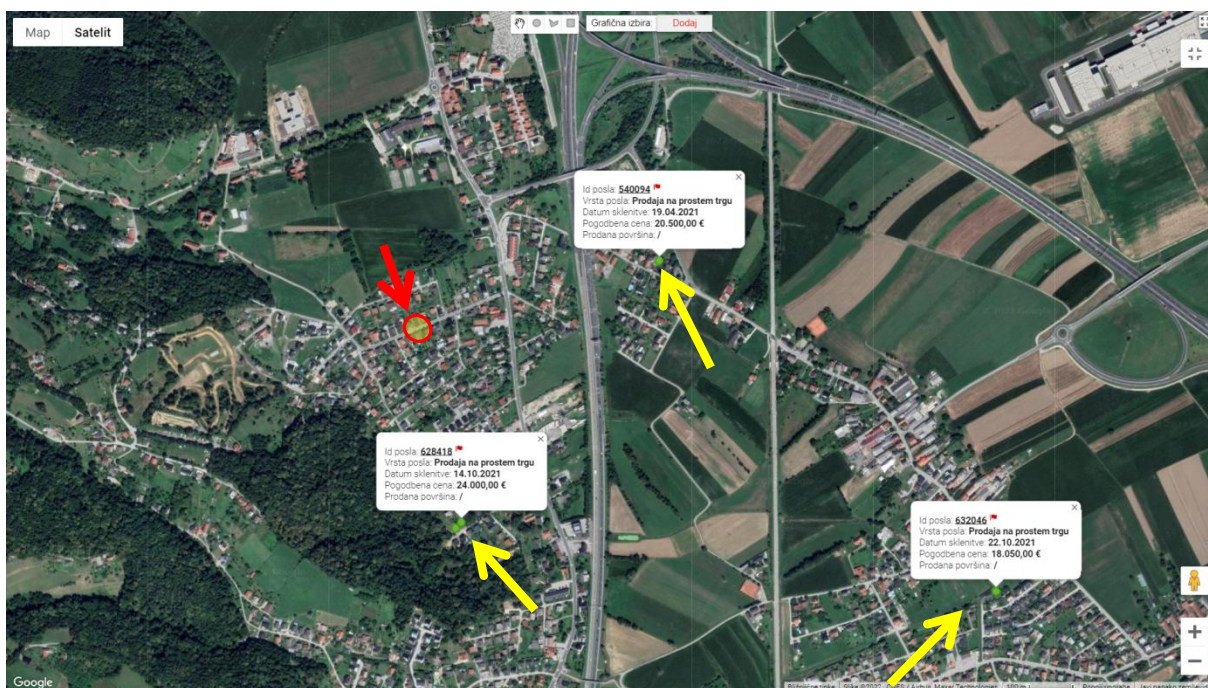 Map Satelit
Grafična izbira: Dodaj
Id posla: 540094
Vrsta posla: Prodaja na prostem trgu
Datum sklenitve: 19.04.2021
Pogodbena cena: 20.500,00 €
Prodana površina: /
Id posla: 628418
Vrsta posla: Prodaja na prostem trgu
Datum sklenitve: 14.10.2021
Pogodbena cena: 24.000,00 €
Prodana površina: /
Id posla: 632046
Vrsta posla: Prodaja na prostem trgu
Datum sklenitve: 22.10.2021
Pogodbena cena: 18.050,00 €
Prodana površina: /
Google